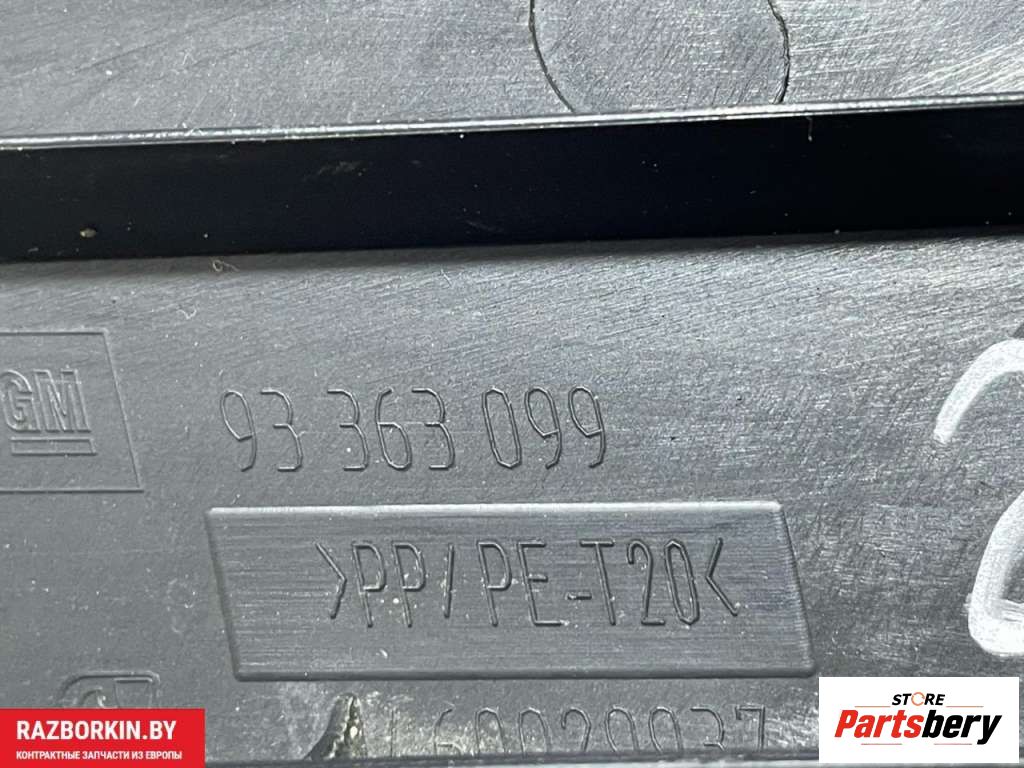 GM
93 363 099
>PP/PE-T20<
STORE
Partsbery
RAZBORKIN.BY
КОНТРАКТНЫЕ ЗАПЧАСТИ ИЗ ЕВРОПЫ